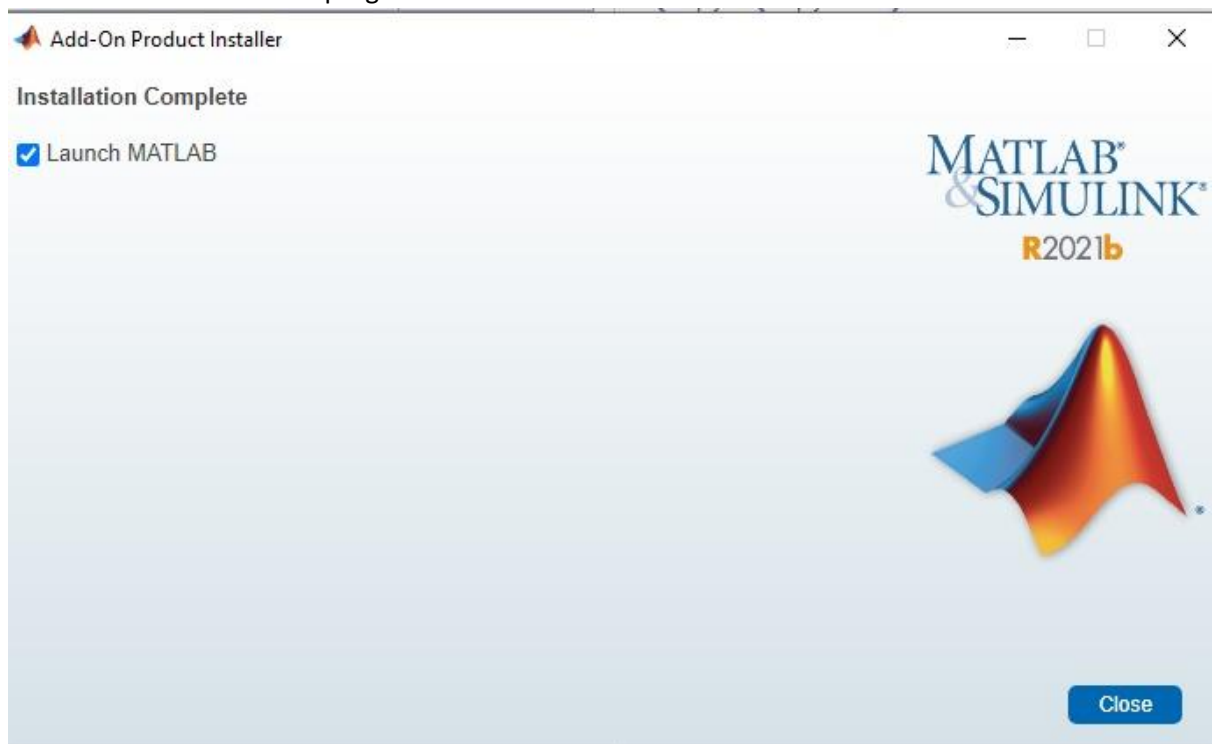 Add-On Product Installer
Installation Complete
Launch MATLAB
MATLAB®
&SIMULINK®
R2021b
®
Close